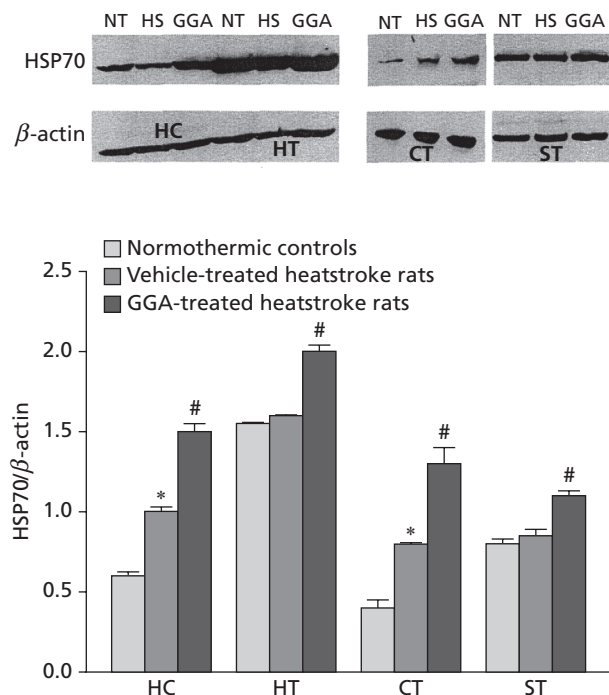 NT HS GGA NT HS GGA NT HS GGA NT HS GGA
HSP70
β-actin
HC
HT
CT
ST
Normothermic controls
Vehicle-treated heatstroke rats
GGA-treated heatstroke rats
HSP70/β-actin
2.5
2.0
1.5
1.0
0.5
0.0
# # # #
* *
HC HT CT ST